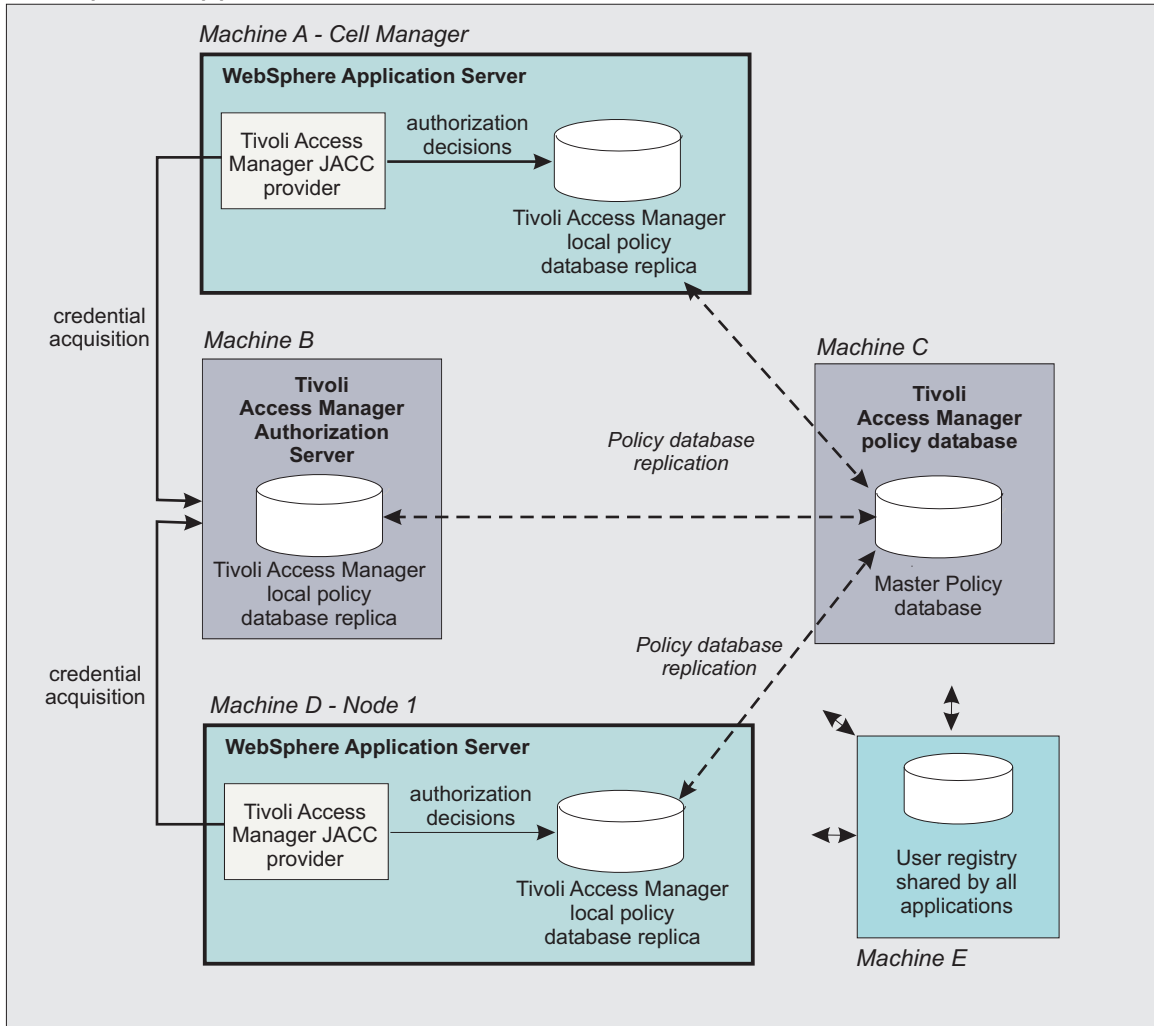 Machine A - Cell Manager
WebSphere Application Server
Tivoli Access
Manager JACC
provider
authorization
decisions
Tivoli Access Manager
local policy
database replica
credential
acquisition
Machine B
Tivoli
Access Manager
Authorization
Server
Tivoli Access Manager
local policy
database replica
Policy database
replication
Machine C
Tivoli
Access Manager
policy database
Master Policy
database
credential
acquisition
Policy database
replication
Machine D - Node 1
WebSphere Application Server
Tivoli Access
Manager JACC
provider
authorization
decisions
Tivoli Access Manager
local policy
database replica
User registry
shared by all
applications
Machine E